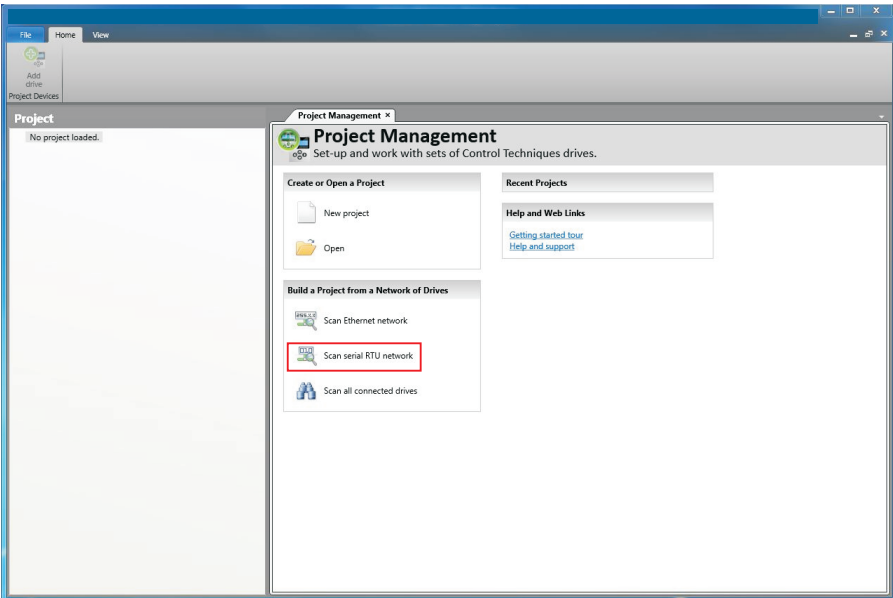 File Home View
Add
drive
Project Devices
Project
No project loaded.
Project Management ×
Project Management
Set-up and work with sets of Control Techniques drives.
Create or Open a Project
New project
Open
Build a Project from a Network of Drives
Scan Ethernet network
Scan serial RTU network
Scan all connected drives
Recent Projects
Help and Web Links
Getting started tour
Help and support